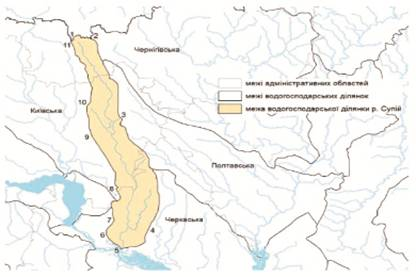 1 2
11
Чернігівська
межі адміністративних областей
межі водогосподарських ділянок
межа водогосподарської ділянки р. Супій
Київська
10
3
9
Полтавська
8
7
Черкаська
6
4
5